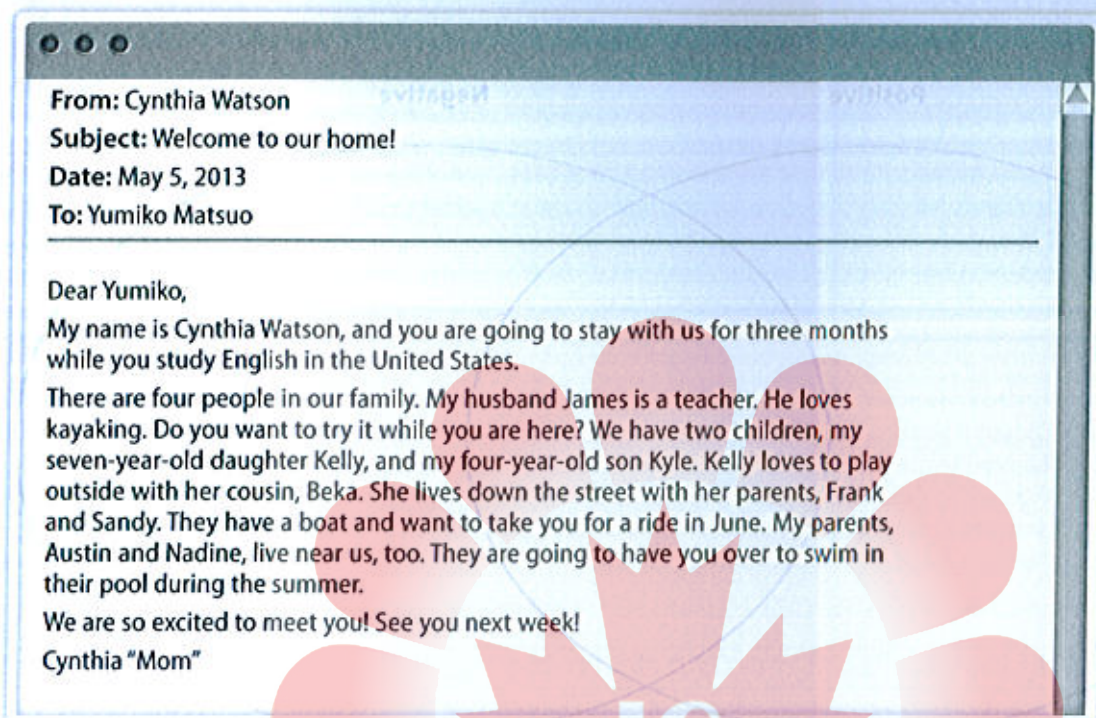 From: Cynthia Watson
Subject: Welcome to our home!
Date: May 5, 2013
To: Yumiko Matsuo
Dear Yumiko,
My name is Cynthia Watson, and you are going to stay with us for three months
while you study English in the United States.
There are four people in our family. My husband James is a teacher. He loves
kayaking. Do you want to try it while you are here? We have two children, my
seven-year-old daughter Kelly, and my four-year-old son Kyle. Kelly loves to play
outside with her cousin, Beka. She lives down the street with her parents, Frank
and Sandy. They have a boat and want to take you for a ride in June. My parents,
Austin and Nadine, live near us, too. They are going to have you over to swim in
their pool during the summer.
We are so excited to meet you! See you next week!
Cynthia “Mom”